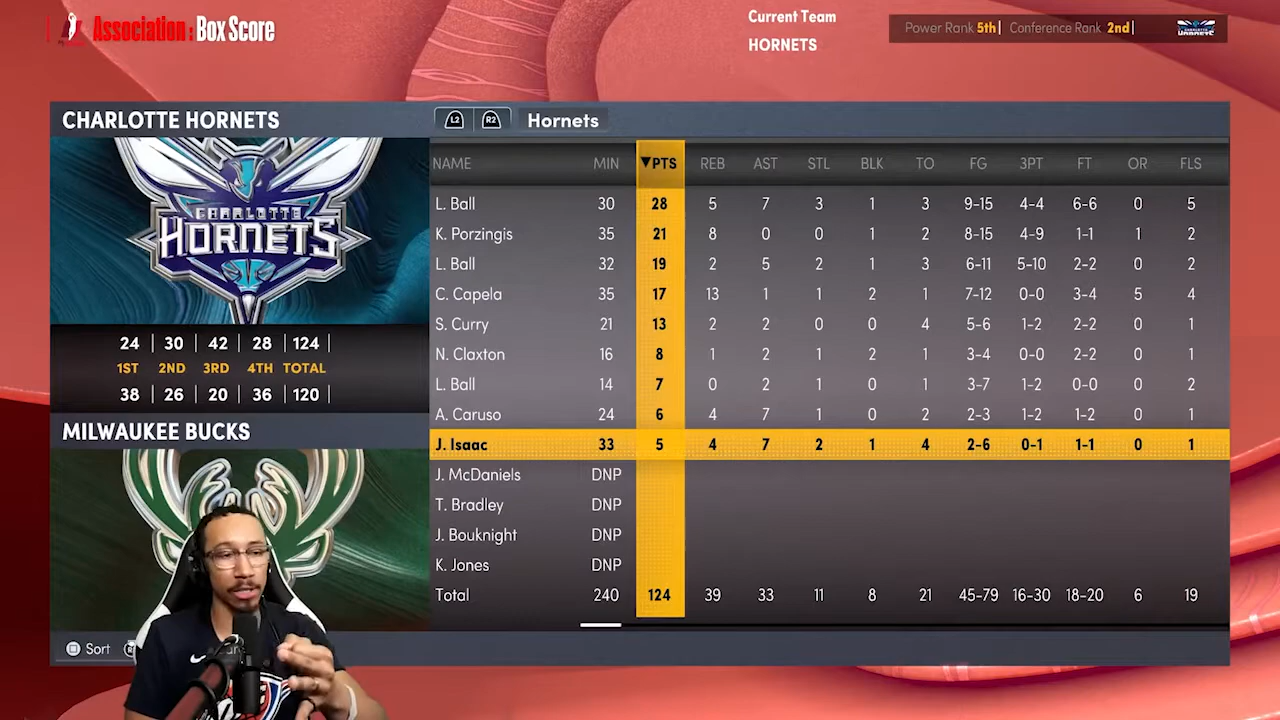 Association : Box Score
Current Team
HORNETS
Power Rank 5th| Conference Rank 2nd|
CHARLOTTE HORNETS
CHARLOTTE
HORNETS
24 | 30 | 42 | 28 | 124 |
1ST 2ND 3RD 4TH TOTAL
38 | 26 | 20 | 36 | 120 |
MILWAUKEE BUCKS
Sort
L2 R2 Hornets
NAME MIN ▼PTS REB AST STL BLK TO FG 3PT FT OR FLS
L. Ball 30 28 5 7 3 1 3 9-15 4-4 6-6 0 5
K. Porzingis 35 21 8 0 0 1 2 8-15 4-9 1-1 1 2
L. Ball 32 19 2 5 2 1 3 6-11 5-10 2-2 0 2
C. Capela 35 17 13 1 1 2 1 7-12 0-0 3-4 5 4
S. Curry 21 13 2 2 0 0 4 5-6 1-2 2-2 0 1
N. Claxton 16 8 1 2 1 2 1 3-4 0-0 2-2 0 1
L. Ball 14 7 0 2 1 0 1 3-7 1-2 0-0 0 2
A. Caruso 24 6 4 7 1 0 2 2-3 1-2 1-2 0 1
J. Isaac 33 5 4 7 2 1 4 2-6 0-1 1-1 0 1
J. McDaniels DNP
T. Bradley DNP
J. Bouknight DNP
K. Jones DNP
Total 240 124 39 33 11 8 21 45-79 16-30 18-20 6 19